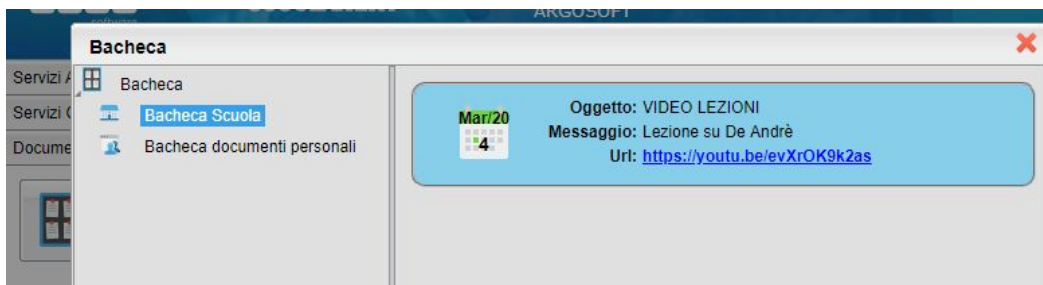 software
ARGOSOFT
Bacheca
Servizi
Servizi
Docume
Bacheca
Bacheca Scuola
Bacheca documenti personali
Mar/20
4
Oggetto: VIDEO LEZIONI
Messaggio: Lezione su De Andrè
Url: https://youtu.be/evXrOK9k2as